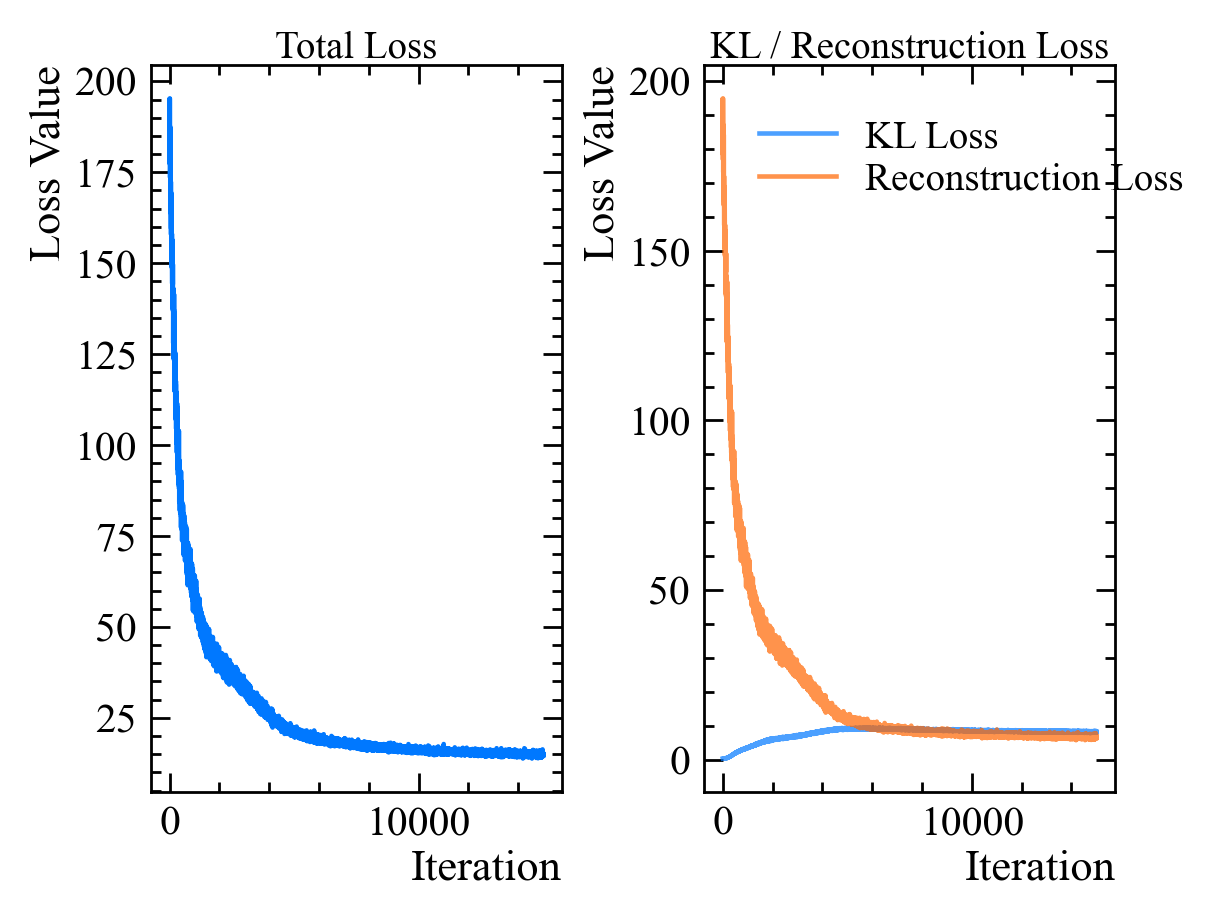 Total Loss
Loss Value
200
175
150
125
100
75
50
25
0
10000
Iteration
KL / Reconstruction Loss
Loss Value
200
150
100
50
0
KL Loss
Reconstruction Loss
0
10000
Iteration